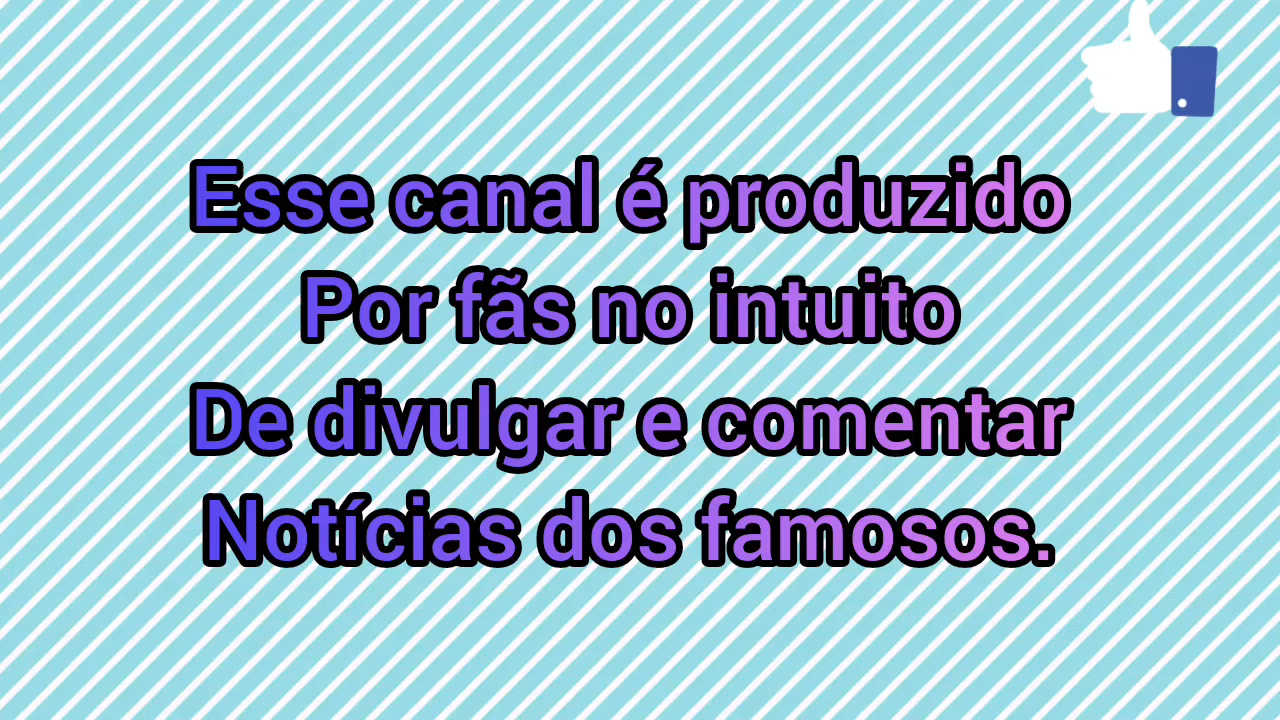 Esse canal é produzido
Por fãs no intuito
De divulgar e comentar
Notícias dos famosos.